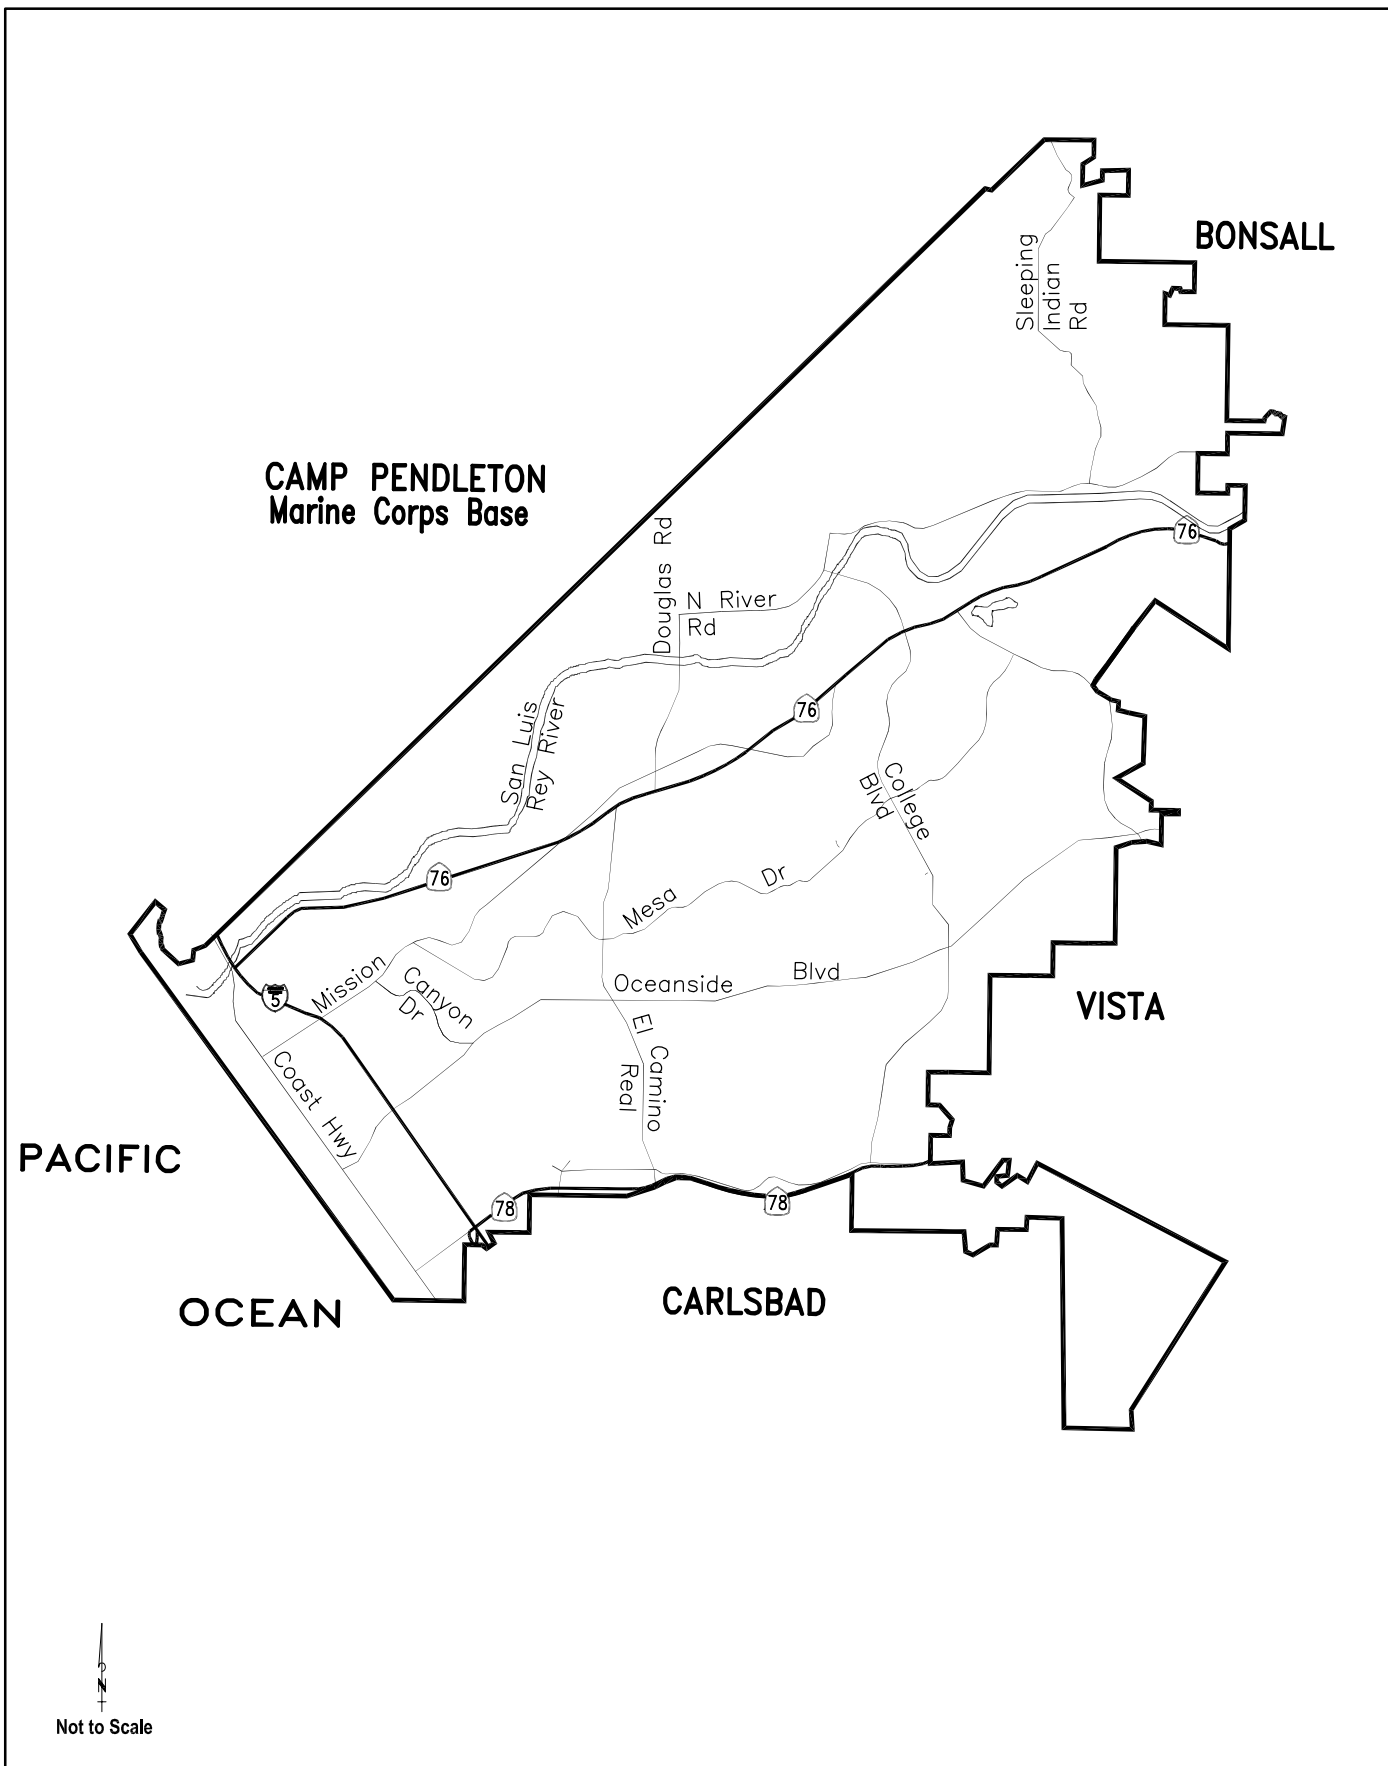 BONSALL
Sleeping
Indian
Rd
CAMP PENDLETON
Marine Corps Base
76
Douglas Rd
N River
Rd
76
San Luis
Rey River
College
Blvd
76
Mesa Dr
Mission
Canyon
Dr
Oceanside Blvd
5
VISTA
El Camino
Real
Coast Hwy
PACIFIC
78
78
OCEAN
CARLSBAD
N
Not to Scale